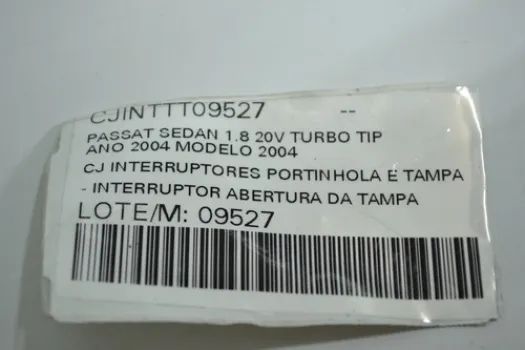 CJINTTT09527 --
PASSAT SEDAN 1.8 20V TURBO TIP
ANO 2004 MODELO 2004
CJ INTERRUPTORES PORTINHOLA E TAMPA
- INTERRUPTOR ABERTURA DA TAMPA
LOTE/M: 09527